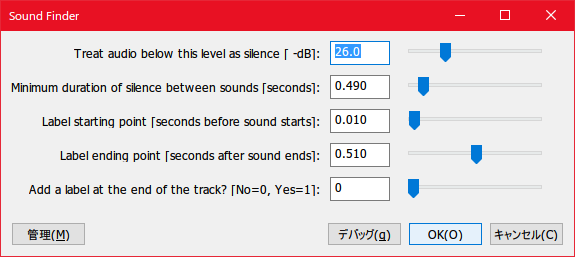 Sound Finder
Treat audio below this level as silence [ -dB]: 26.0
Minimum duration of silence between sounds [seconds]: 0.490
Label starting point [seconds before sound starts]: 0.010
Label ending point [seconds after sound ends]: 0.510
Add a label at the end of the track? [No=0, Yes=1]: 0
管理(M) デバッグ(g) OK(O) キャンセル(C)